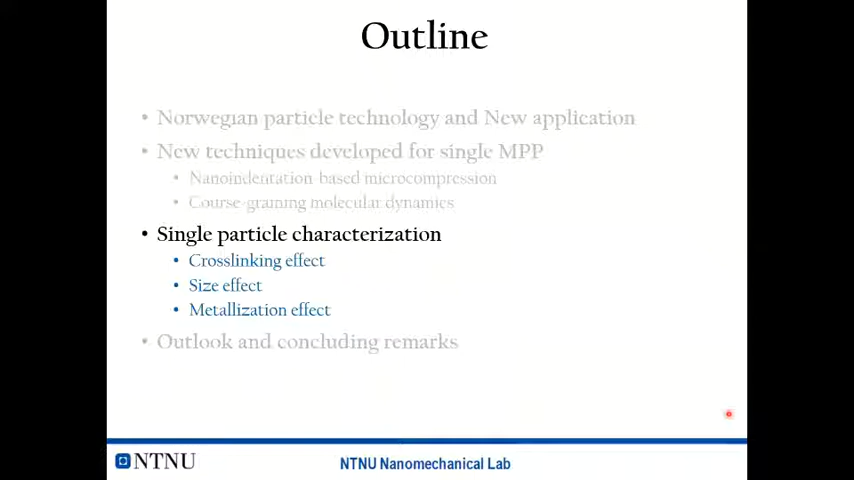 Outline
• Norwegian particle technology and New application
• New techniques developed for single MPP
• Nanoindentation-based microcompression
• Course-graining molecular dynamics
• Single particle characterization
• Crosslinking effect
• Size effect
• Metallization effect
• Outlook and concluding remarks
NTNU
NTNU Nanomechanical Lab